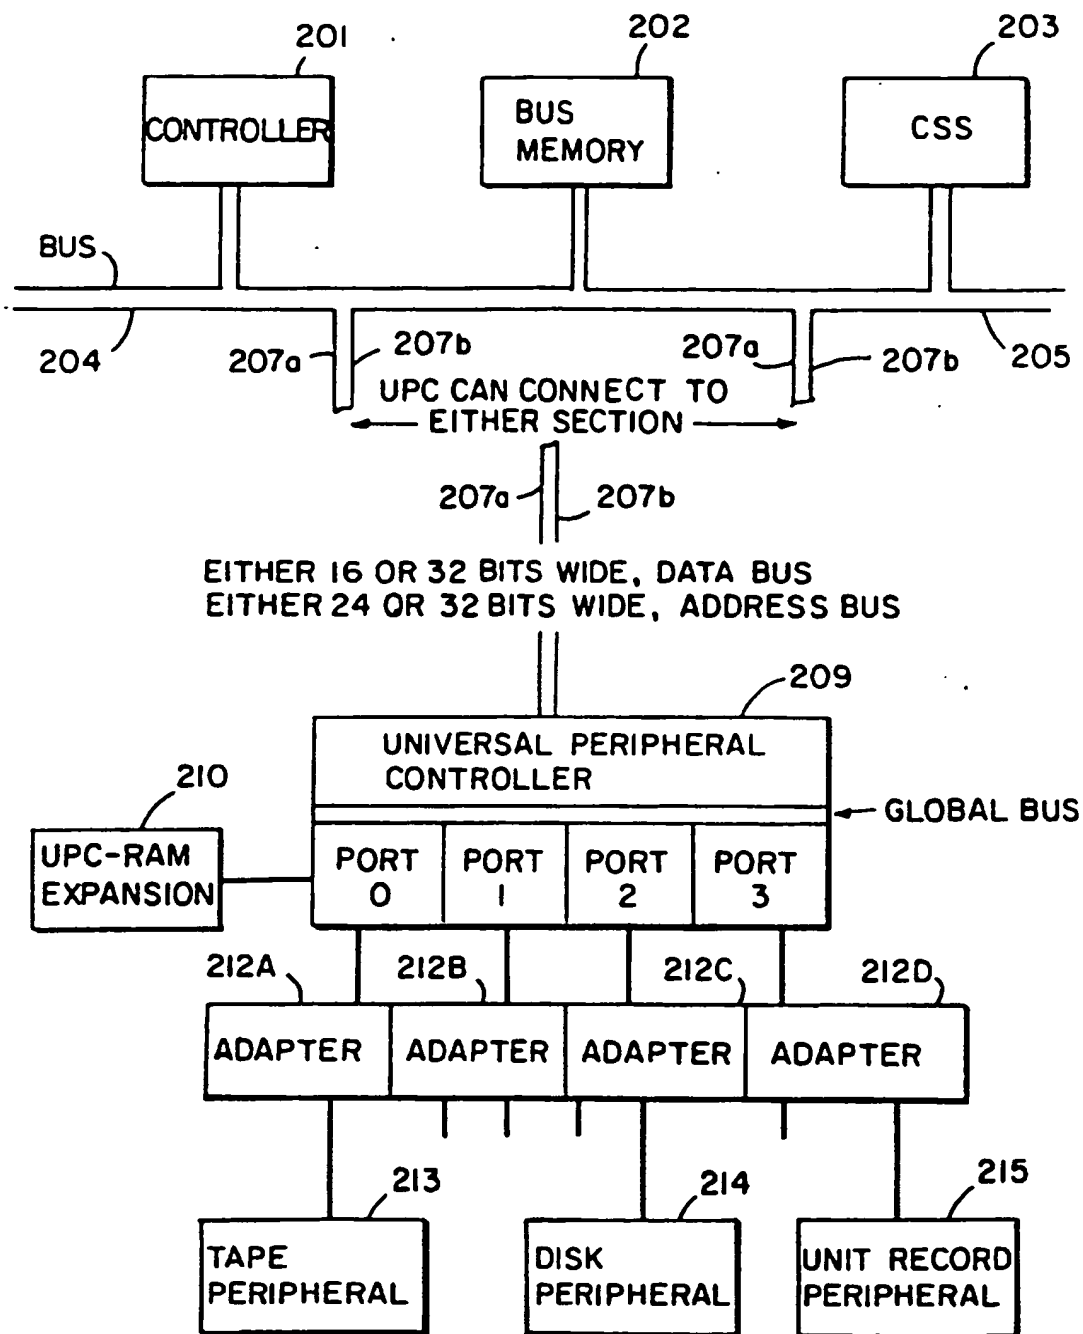 201
202
203
CONTROLLER
BUS
MEMORY
CSS
BUS
204
207a
207b
207a
207b
205
UPC CAN CONNECT TO
EITHER SECTION
207a
207b
EITHER 16 OR 32 BITS WIDE, DATA BUS
EITHER 24 OR 32 BITS WIDE, ADDRESS BUS
209
UNIVERSAL PERIPHERAL
CONTROLLER
210
GLOBAL BUS
UPC-RAM
EXPANSION
PORT
0
PORT
1
PORT
2
PORT
3
212A
212B
212C
212D
ADAPTER
ADAPTER
ADAPTER
ADAPTER
213
214
215
TAPE
PERIPHERAL
DISK
PERIPHERAL
UNIT RECORD
PERIPHERAL